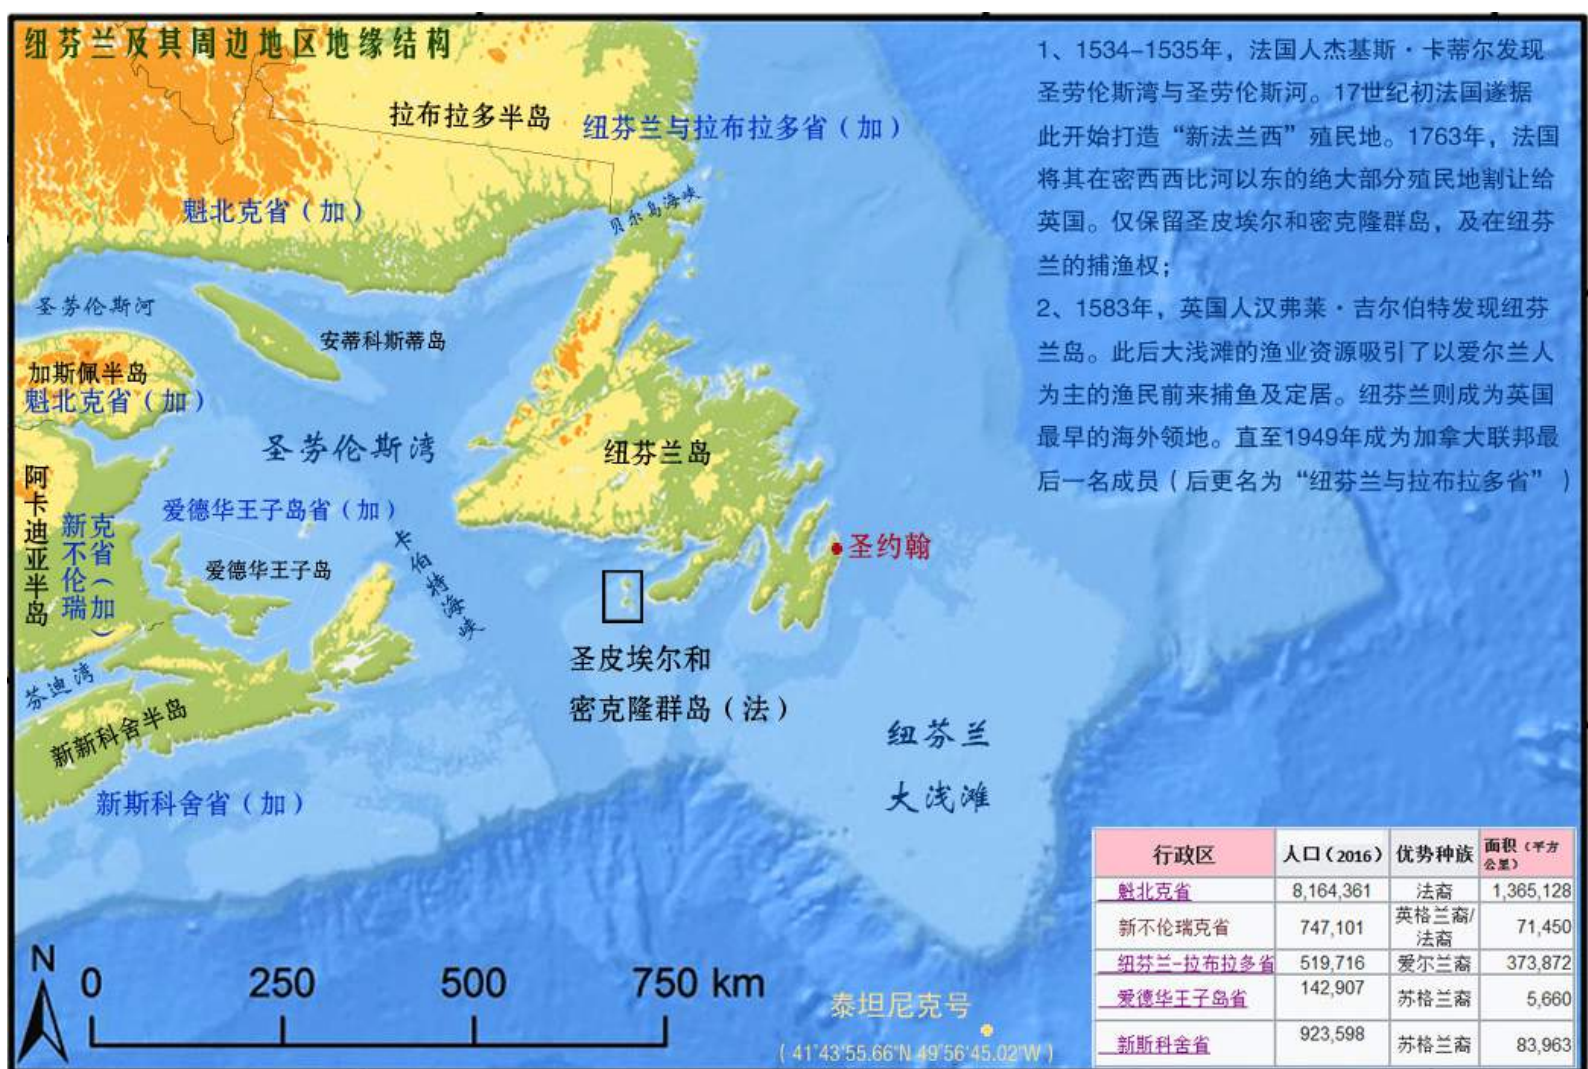 纽芬兰及其周边地区地缘结构
1、1534-1535年，法国人杰基斯·卡蒂尔发现
圣劳伦斯湾与圣劳伦斯河。17世纪初法国遂据
此开始打造“新法兰西”殖民地。1763年，法国
将其在密西西比河以东的绝大部分殖民地割让给
英国。仅保留圣皮埃尔和密克隆群岛，及在纽芬
兰的捕渔权；
2、1583年，英国人汉弗莱·吉尔伯特发现纽芬
兰岛。此后大浅滩的渔业资源吸引了以爱尔兰人
为主的渔民前来捕鱼及定居。纽芬兰则成为英国
最早的海外领地。直至1949年成为加拿大联邦最
后一名成员（后更名为“纽芬兰与拉布拉多省”）
拉布拉多半岛
纽芬兰与拉布拉多省（加）
魁北克省（加）
贝尔岛海峡
圣劳伦斯河
安蒂科斯蒂岛
加斯佩半岛
魁北克省（加）
圣劳伦斯湾
纽芬兰岛
阿卡迪亚半岛
新不伦瑞
克省（加）
爱德华王子岛省（加）
爱德华王子岛
卡伯特海峡
圣约翰
圣皮埃尔和
密克隆群岛（法）
芬迪湾
新新科舍半岛
新斯科舍省（加）
纽芬兰
大浅滩
N
0 250 500 750 km
泰坦尼克号
（41°43'55.66"N 49°56'45.02"W）
行政区 人口（2016） 优势种族 面积（平方
公里）
魁北克省 8,164,361 法裔 1,365,128
新不伦瑞克省 747,101 英格兰裔/
法裔 71,450
纽芬兰-拉布拉多省 519,716 爱尔兰裔 373,872
爱德华王子岛省 142,907 苏格兰裔 5,660
新斯科舍省 923,598 苏格兰裔 83,963